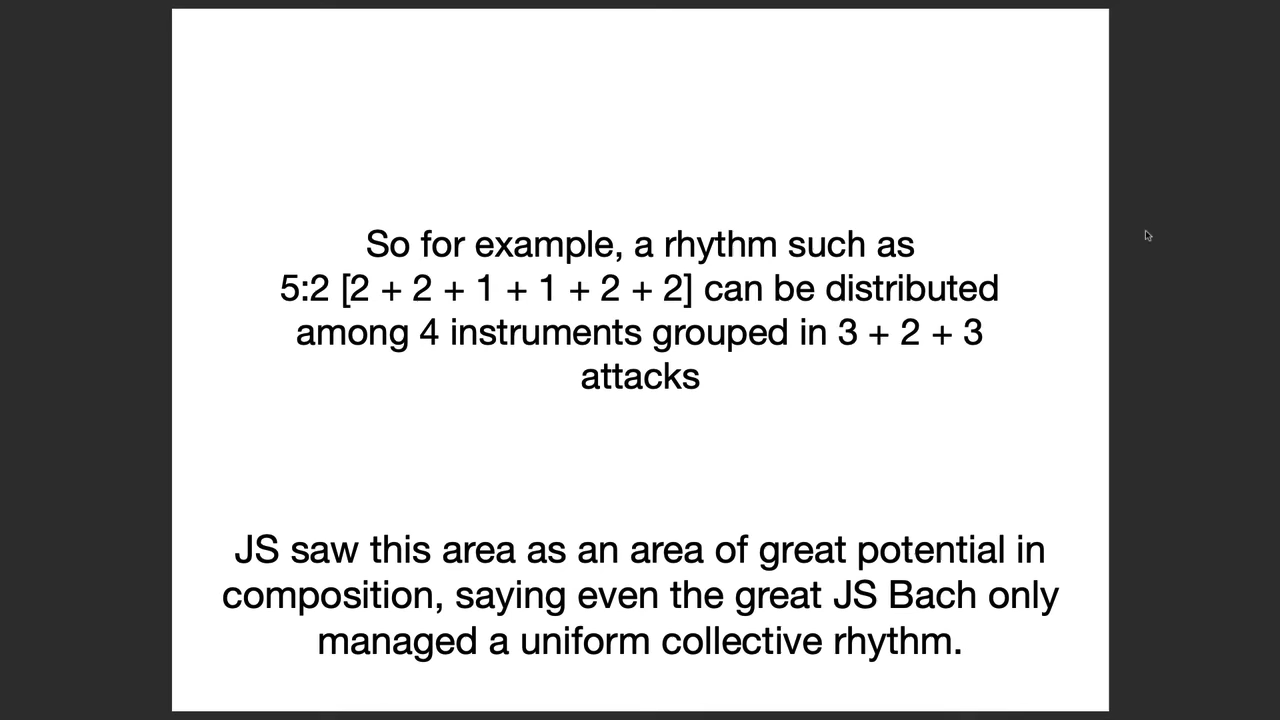 So for example, a rhythm such as
5:2 [2 + 2 + 1 + 1 + 2 + 2] can be distributed
among 4 instruments grouped in 3 + 2 + 3
attacks
JS saw this area as an area of great potential in
composition, saying even the great JS Bach only
managed a uniform collective rhythm.